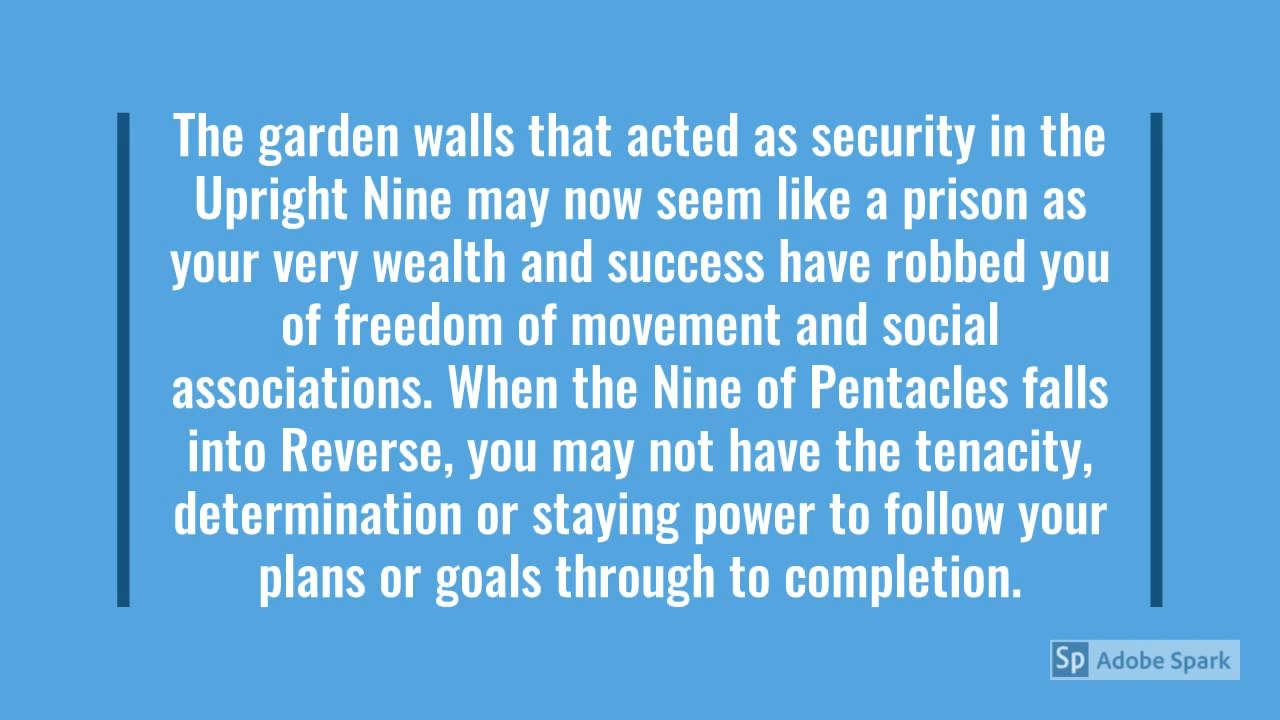 The garden walls that acted as security in the
Upright Nine may now seem like a prison as
your very wealth and success have robbed you
of freedom of movement and social
associations. When the Nine of Pentacles falls
into Reverse, you may not have the tenacity,
determination or staying power to follow your
plans or goals through to completion.
Sp Adobe Spark